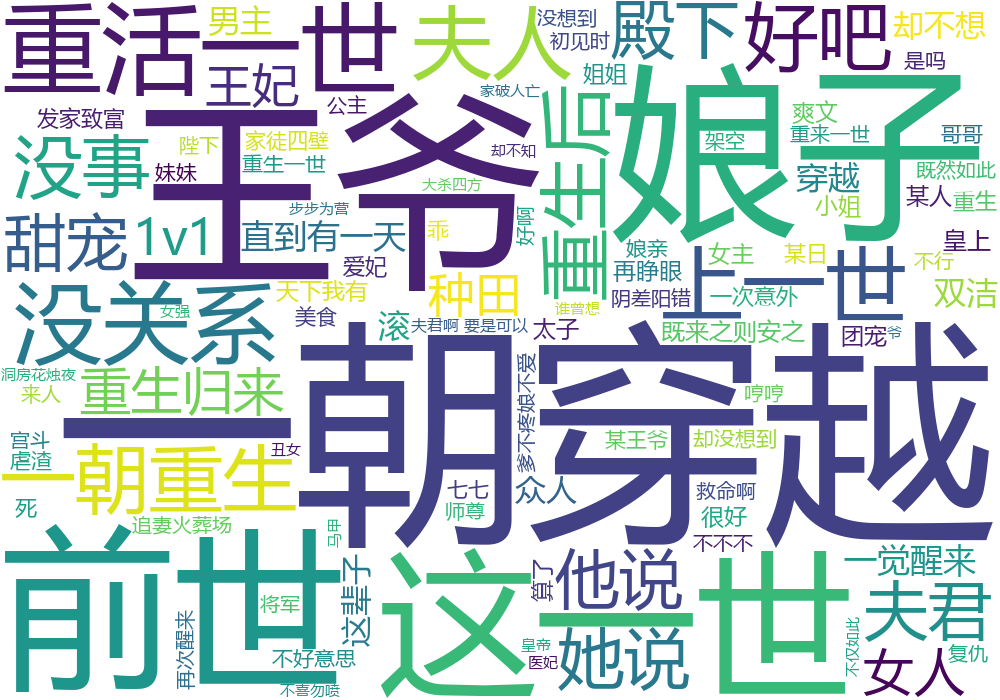 重活一世
男主
王妃
夫人
没想到
初见时
殿下
好吧
却不想
是吗
姐姐
家破人亡
公主
发家致富
陛下
家徒四壁
重生一世
没事
妹妹
王爷
却不知
大杀四方
重生后
娘子
爽文
架空
重来一世
哥哥
既然如此
穿越
某人
重生
小姐
步步为营
甜宠
1v1
直到有一天
乖
好啊
爱妃
娘亲
女主
某日
皇上
再睁眼
上一世
不行
天下我有
种田
谁曾想
阴差阳错
一次意外
双洁
没关系
女强
美食
滚
夫君啊
要是可以
太子
既来之则安之
团宠
爷
洞房花烛夜
重生归来
来人
一朝穿越
爹不疼娘不爱
哼哼
宫斗
虐渣
丑女
某王爷
却没想到
一朝重生
七七
众人
救命啊
死
师尊
很好
追妻火葬场
马甲
不不不
前世
这一世
他说
一觉醒来
这辈子
算了
将军
夫君
再次醒来
她说
不仅如此
皇帝
医妃
复仇
不好意思
女人
不喜勿喷